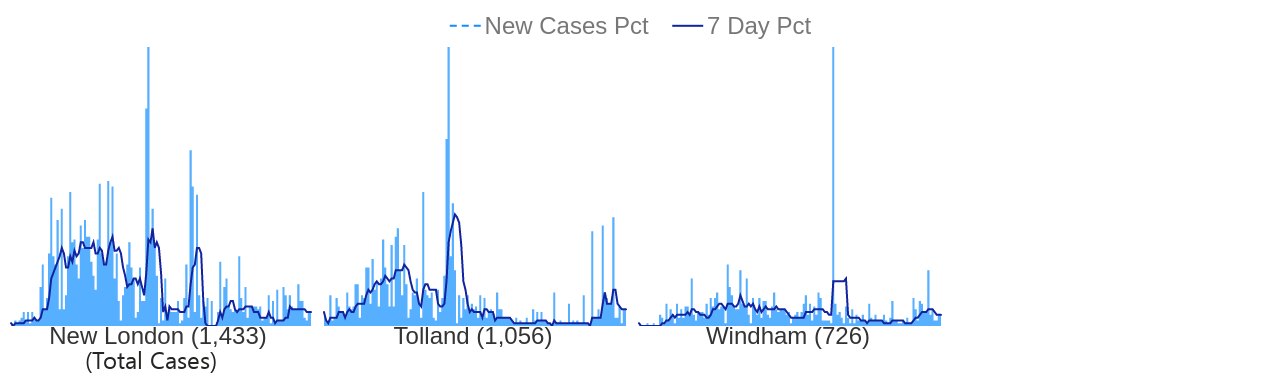 New Cases Pct 7 Day Pct
New London (1,433) Tolland (1,056) Windham (726)
(Total Cases)